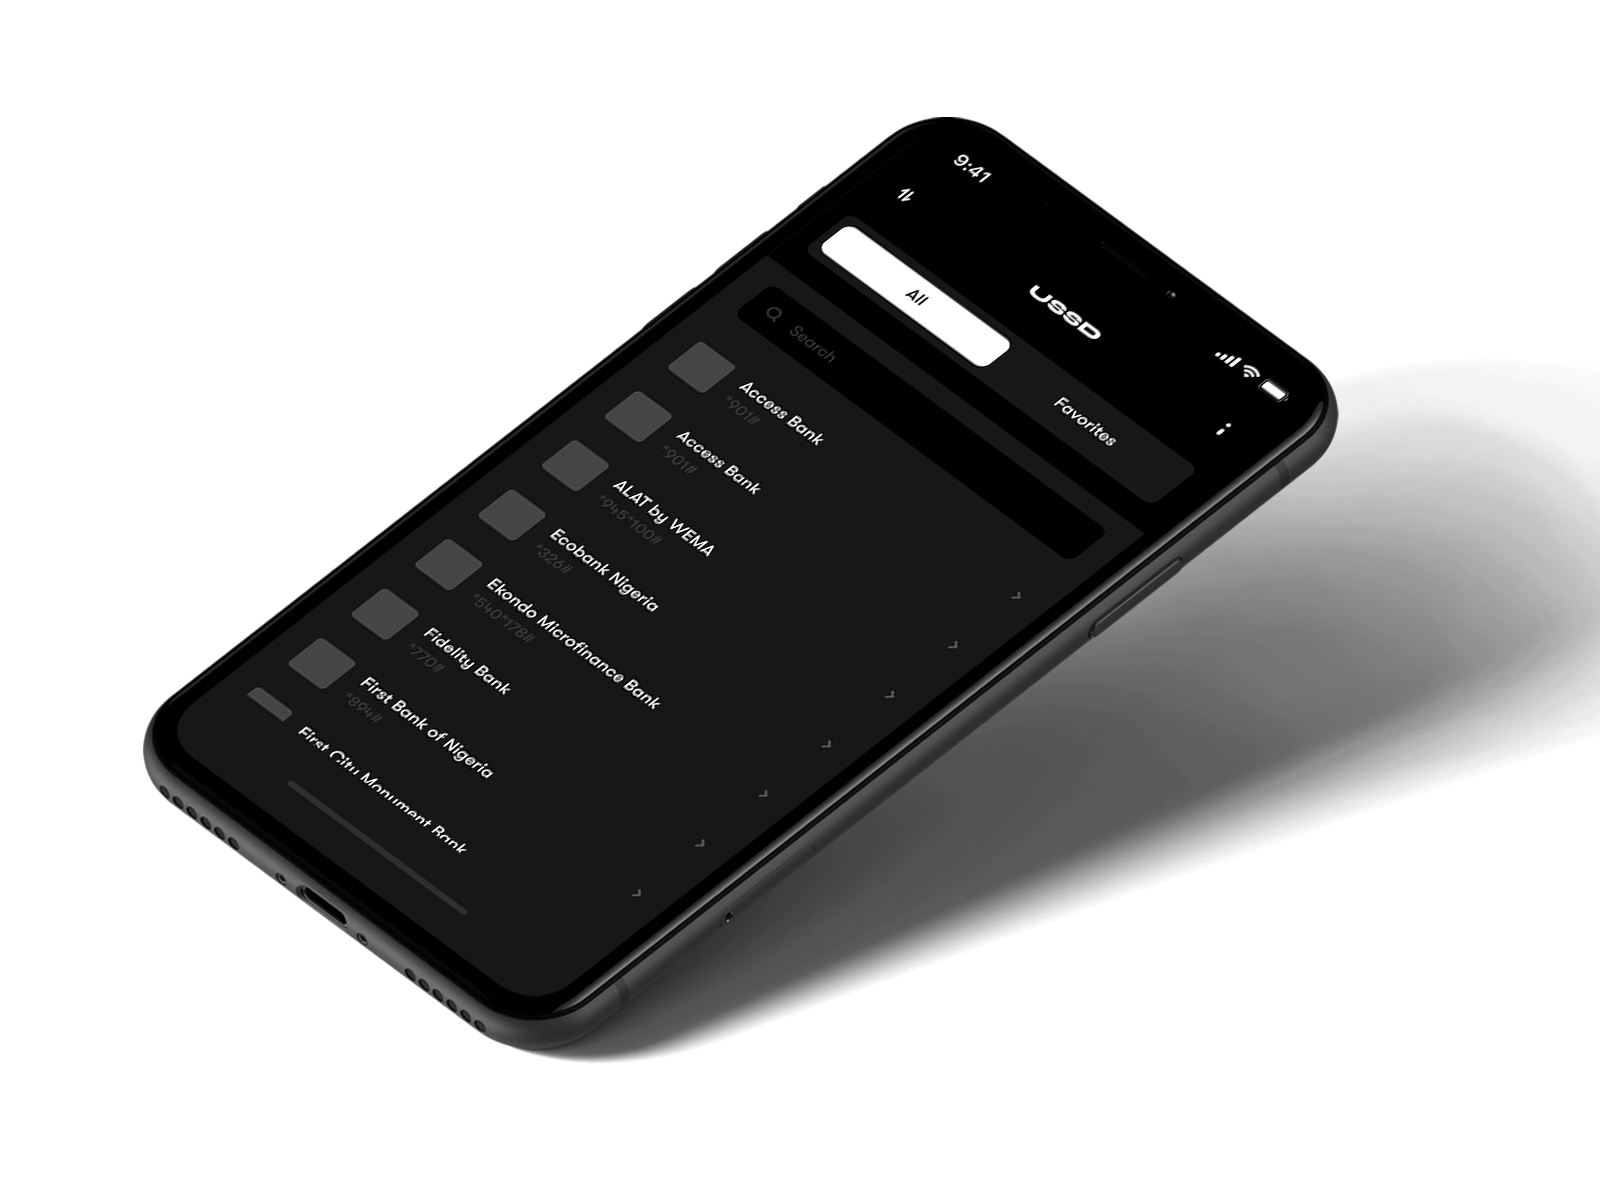 9:41
USSD
All
Favorites
Search
Access Bank
*901#
Access Bank
*901#
ALAT by WEMA
*945*100#
Ecobank Nigeria
*326#
Ekondo Microfinance Bank
*540*178#
Fidelity Bank
*770#
First Bank of Nigeria
*894#
First City Monument Bank